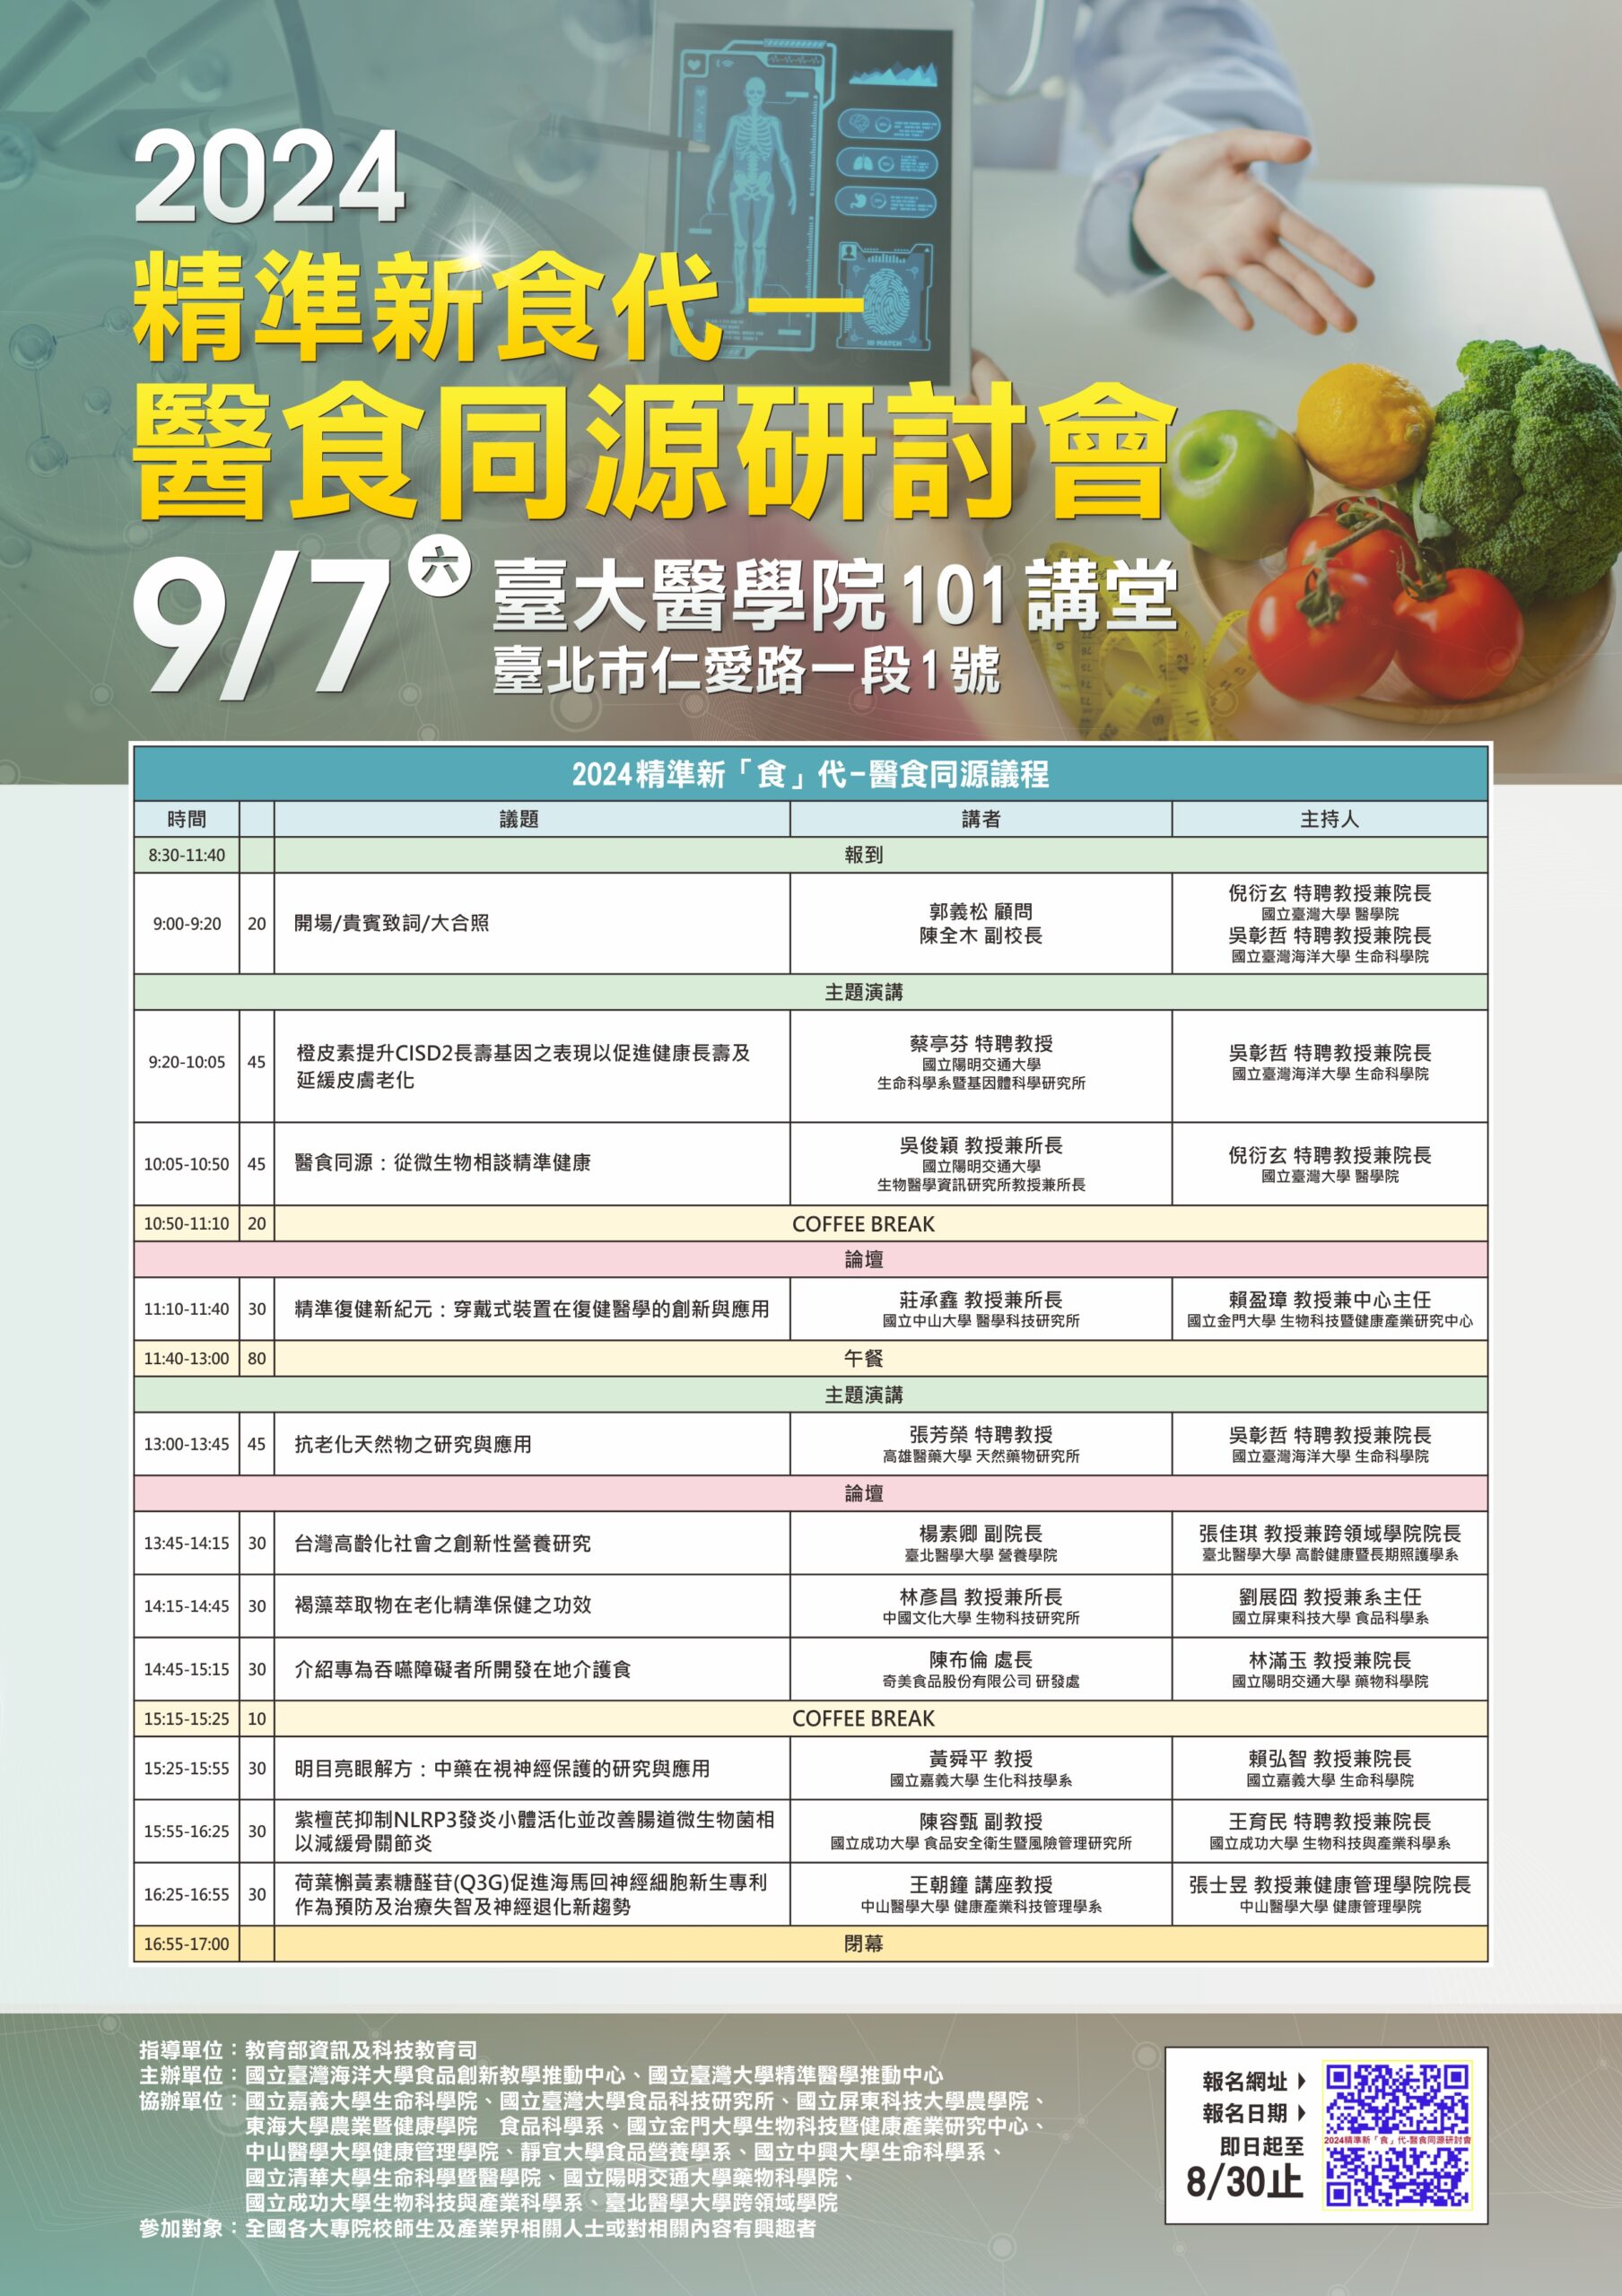 2024
精準新食代—
醫食同源研討會
9/7 六 臺大醫學院101講堂
臺北市仁愛路一段1號
2024精準新「食」代-醫食同源議程
時間 議題 講者 主持人
8:30-11:40 報到
9:00-9:20 20 開場/貴賓致詞/大合照
郭義松 顧問
陳全木 副校長
倪衍玄 特聘教授兼院長
國立臺灣大學 醫學院
吳彰哲 特聘教授兼院長
國立臺灣海洋大學 生命科學院
主題演講
9:20-10:05 45
橙皮素提升CISD2長壽基因之表現以促進健康長壽及
延緩皮膚老化
蔡亭芬 特聘教授
國立陽明交通大學
生命科學系暨基因體科學研究所
吳彰哲 特聘教授兼院長
國立臺灣海洋大學 生命科學院
10:05-10:50 45 醫食同源：從微生物相談精準健康
吳俊穎 教授兼所長
國立陽明交通大學
生物醫學資訊研究所教授兼所長
倪衍玄 特聘教授兼院長
國立臺灣大學 醫學院
10:50-11:10 20 COFFEE BREAK
論壇
11:10-11:40 30 精準復健新紀元：穿戴式裝置在復健醫學的創新與應用
莊承鑫 教授兼所長
國立中山大學 醫學科技研究所
賴盈璋 教授兼中心主任
國立金門大學 生物科技暨健康產業研究中心
11:40-13:00 80 午餐
主題演講
13:00-13:45 45 抗老化天然物之研究與應用
張芳榮 特聘教授
高雄醫藥大學 天然藥物研究所
吳彰哲 特聘教授兼院長
國立臺灣海洋大學 生命科學院
論壇
13:45-14:15 30 台灣高齡化社會之創新性營養研究
楊素卿 副院長
臺北醫學大學 營養學院
張佳琪 教授兼跨領域學院院長
臺北醫學大學 高齡健康暨長期照護學系
14:15-14:45 30 褐藻萃取物在老化精準保健之功效
林彥昌 教授兼所長
中國文化大學 生物科技研究所
劉展冏 教授兼系主任
國立屏東科技大學 食品科學系
14:45-15:15 30 介紹專為吞嚥障礙者所開發在地介護食
陳布倫 處長
奇美食品股份有限公司 研發處
林滿玉 教授兼院長
國立陽明交通大學 藥物科學院
15:15-15:25 10 COFFEE BREAK
15:25-15:55 30 明目亮眼解方：中藥在視神經保護的研究與應用
黃舜平 教授
國立嘉義大學 生化科技學系
賴弘智 教授兼院長
國立嘉義大學 生命科學院
15:55-16:25 30
紫檀芪抑制NLRP3發炎小體活化並改善腸道微生物菌相
以減緩骨關節炎
陳容甄 副教授
國立成功大學 食品安全衛生暨風險管理研究所
王育民 特聘教授兼院長
國立成功大學 生物科技與產業科學系
16:25-16:55 30
荷葉槲黃素糖醛苷(Q3G)促進海馬回神經細胞新生專利
作為預防及治療失智及神經退化新趨勢
王朝鐘 講座教授
中山醫學大學 健康產業科技管理學系
張士昱 教授兼健康管理學院院長
中山醫學大學 健康管理學院
16:55-17:00 閉幕
指導單位：教育部資訊及科技教育司
主辦單位：國立臺灣海洋大學食品創新教學推動中心、國立臺灣大學精準醫學推動中心
協辦單位：國立嘉義大學生命科學院、國立臺灣大學食品科技研究所、國立屏東科技大學農學院、
東海大學農業暨健康學院 食品科學系、國立金門大學生物科技暨健康產業研究中心、
中山醫學大學健康管理學院、靜宜大學食品營養學系、國立中興大學生命科學系、
國立清華大學生命科學暨醫學院、國立陽明交通大學藥物科學院、
國立成功大學生物科技與產業科學系、臺北醫學大學跨領域學院
參加對象：全國各大專院校師生及產業界相關人士或對相關內容有興趣者
報名網址
報名日期
即日起至
8/30止
2024精準新「食」代-醫食同源研討會
ID MATCH